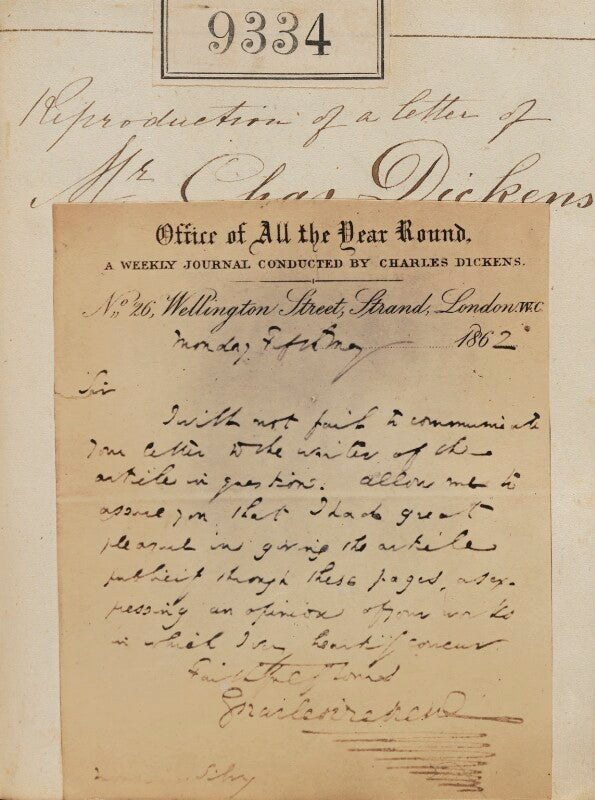 9334
Reproduction of a letter of
Mr Chas Dickens
Office of All the Year Round,
A WEEKLY JOURNAL CONDUCTED BY CHARLES DICKENS.
No. 26, Wellington Street, Strand, London. W.C
Monday Fifth May 1862
Sir
I will not fail to communicate
your letter to the writer of the
article in question. Allow me to
assure you that I had great
pleasure in giving the article
publicity through these pages, as ex-
pressing an opinion of your works
in which I very heartily concur
Faithfully Yours
Charles Dickens
Silvy